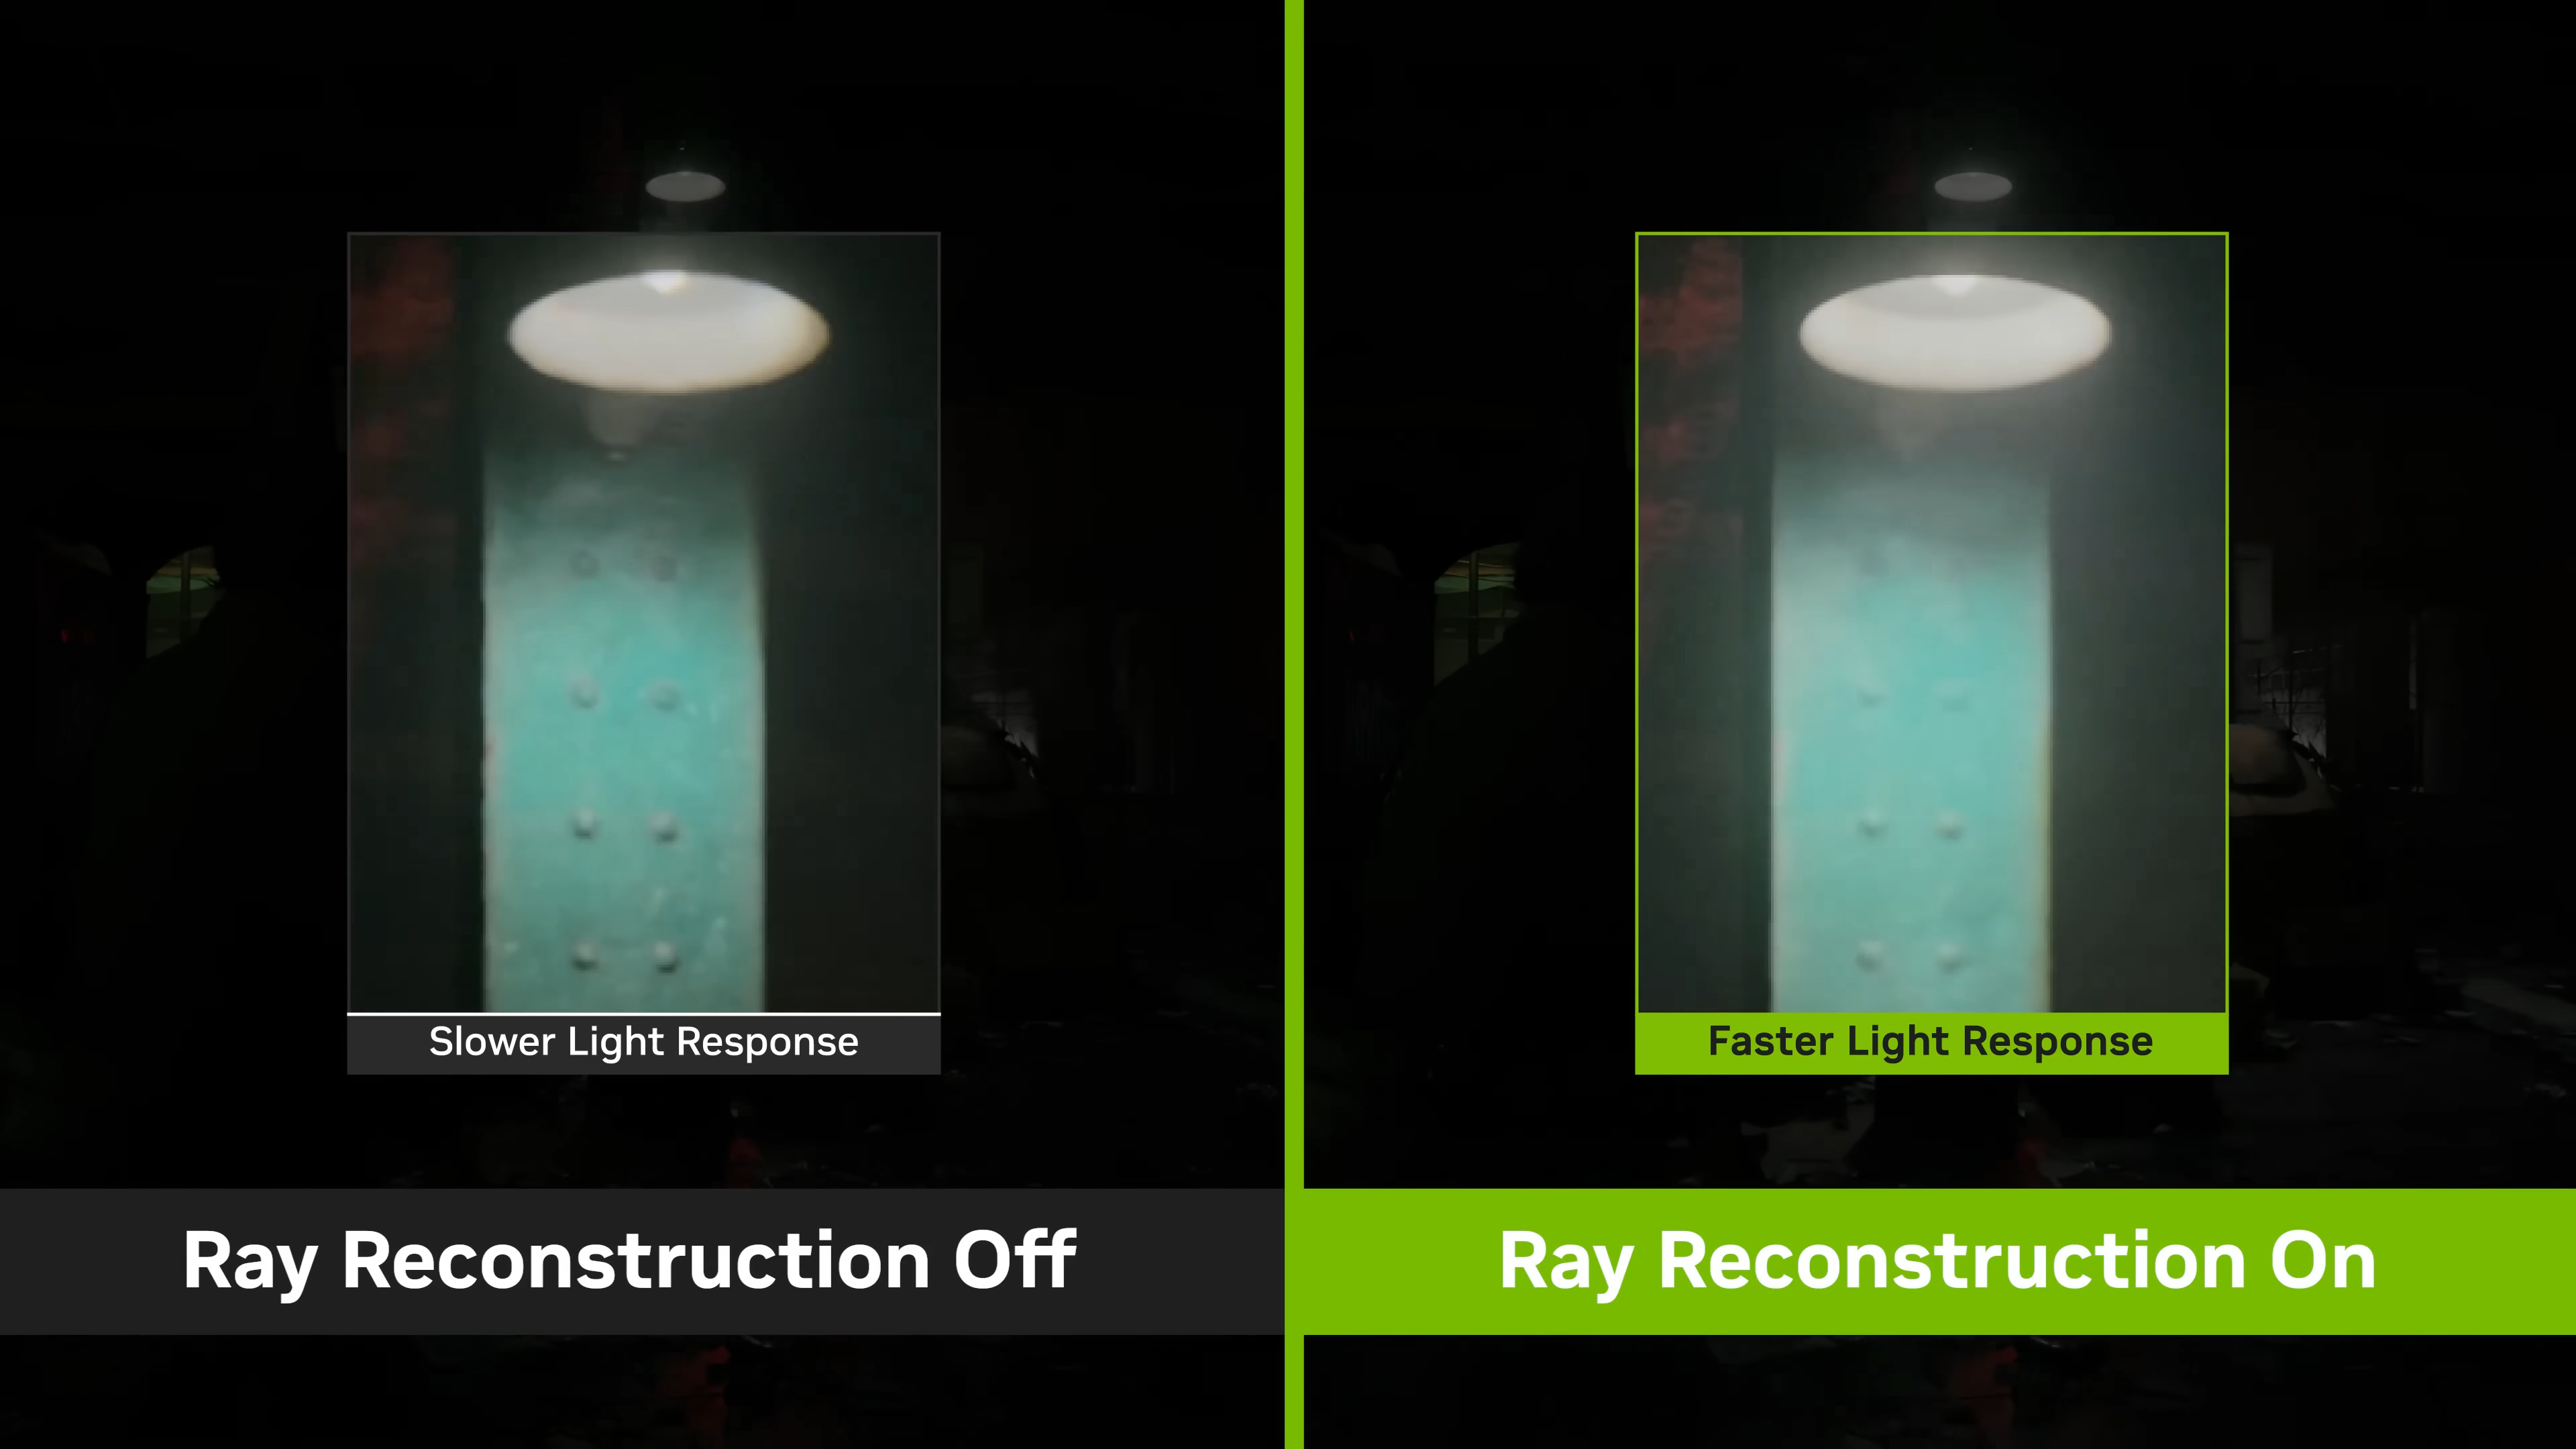 Slower Light Response
Faster Light Response
Ray Reconstruction Off
Ray Reconstruction On